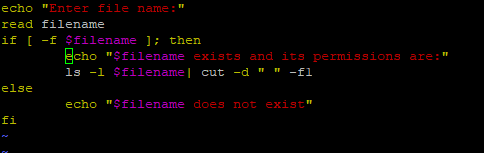 echo "Enter file name:"
read filename
if [ -f $filename ]; then
echo "$filename exists and its permissions are:"
ls -l $filename| cut -d " " -f1
else
echo "$filename does not exist"
fi
~
~